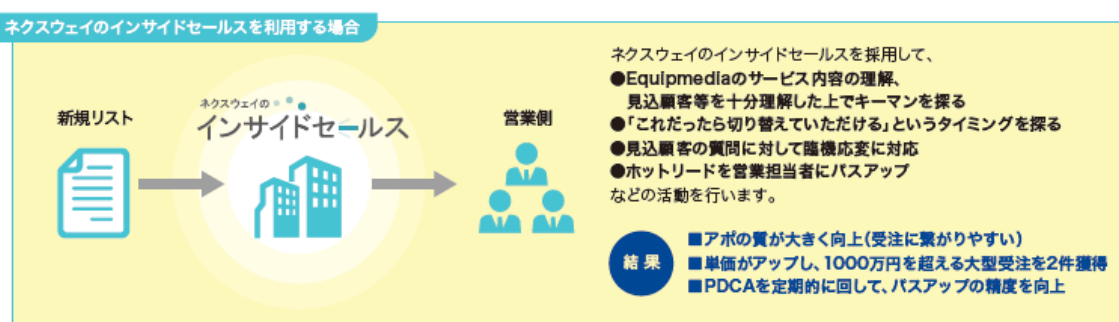 ネクスウェイのインサイドセールスを利用する場合
新規リスト
ネクスウェイの
インサイドセールス
営業側
ネクスウェイのインサイドセールスを採用して、
●Equipmediaのサービス内容の理解、
見込顧客等を十分理解した上でキーマンを探る
●「これだったら切り替えていただける」というタイミングを探る
●見込顧客の質問に対して臨機応変に対応
●ホットリードを営業担当者にパスアップ
などの活動を行います。
結果
■アポの質が大きく向上(受注に繋がりやすい)
■単価がアップし、1000万円を超える大型受注を2件獲得
■PDCAを定期的に回して、パスアップの精度を向上